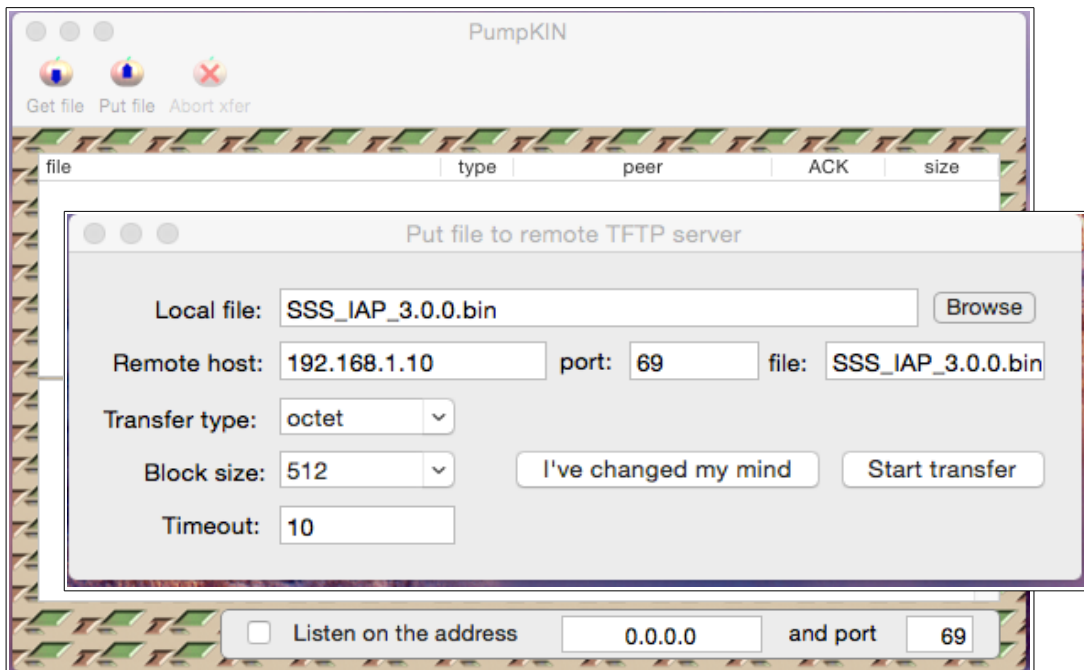 PumpKIN
Get file Put file Abort xfer
file type peer ACK size
Put file to remote TFTP server
Local file: SSS_IAP_3.0.0.bin Browse
Remote host: 192.168.1.10 port: 69 file: SSS_IAP_3.0.0.bin
Transfer type: octet
Block size: 512 I've changed my mind Start transfer
Timeout: 10
Listen on the address 0.0.0.0 and port 69